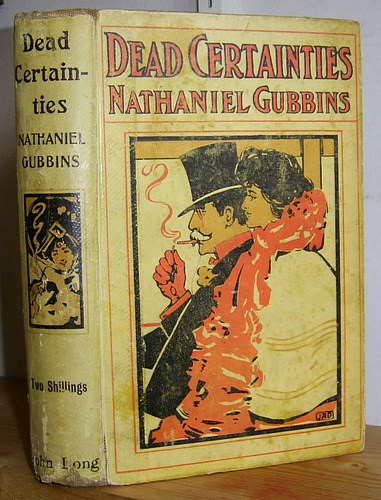 Dead
Certain-
ties
NATHANIEL
GUBBINS
Two Shillings
John Long
DEAD CERTAINTIES
NATHANIEL GUBBINS